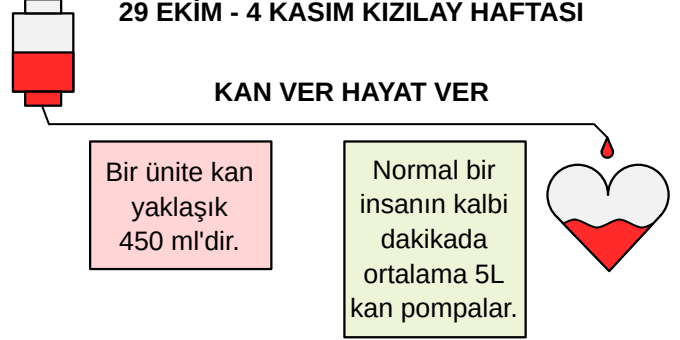 29 EKİM - 4 KASIM KIZILAY HAFTASI
KAN VER HAYAT VER
Bir ünite kan
yaklaşık
450 ml'dir.
Normal bir
insanın kalbi
dakikada
ortalama 5L
kan pompalar.